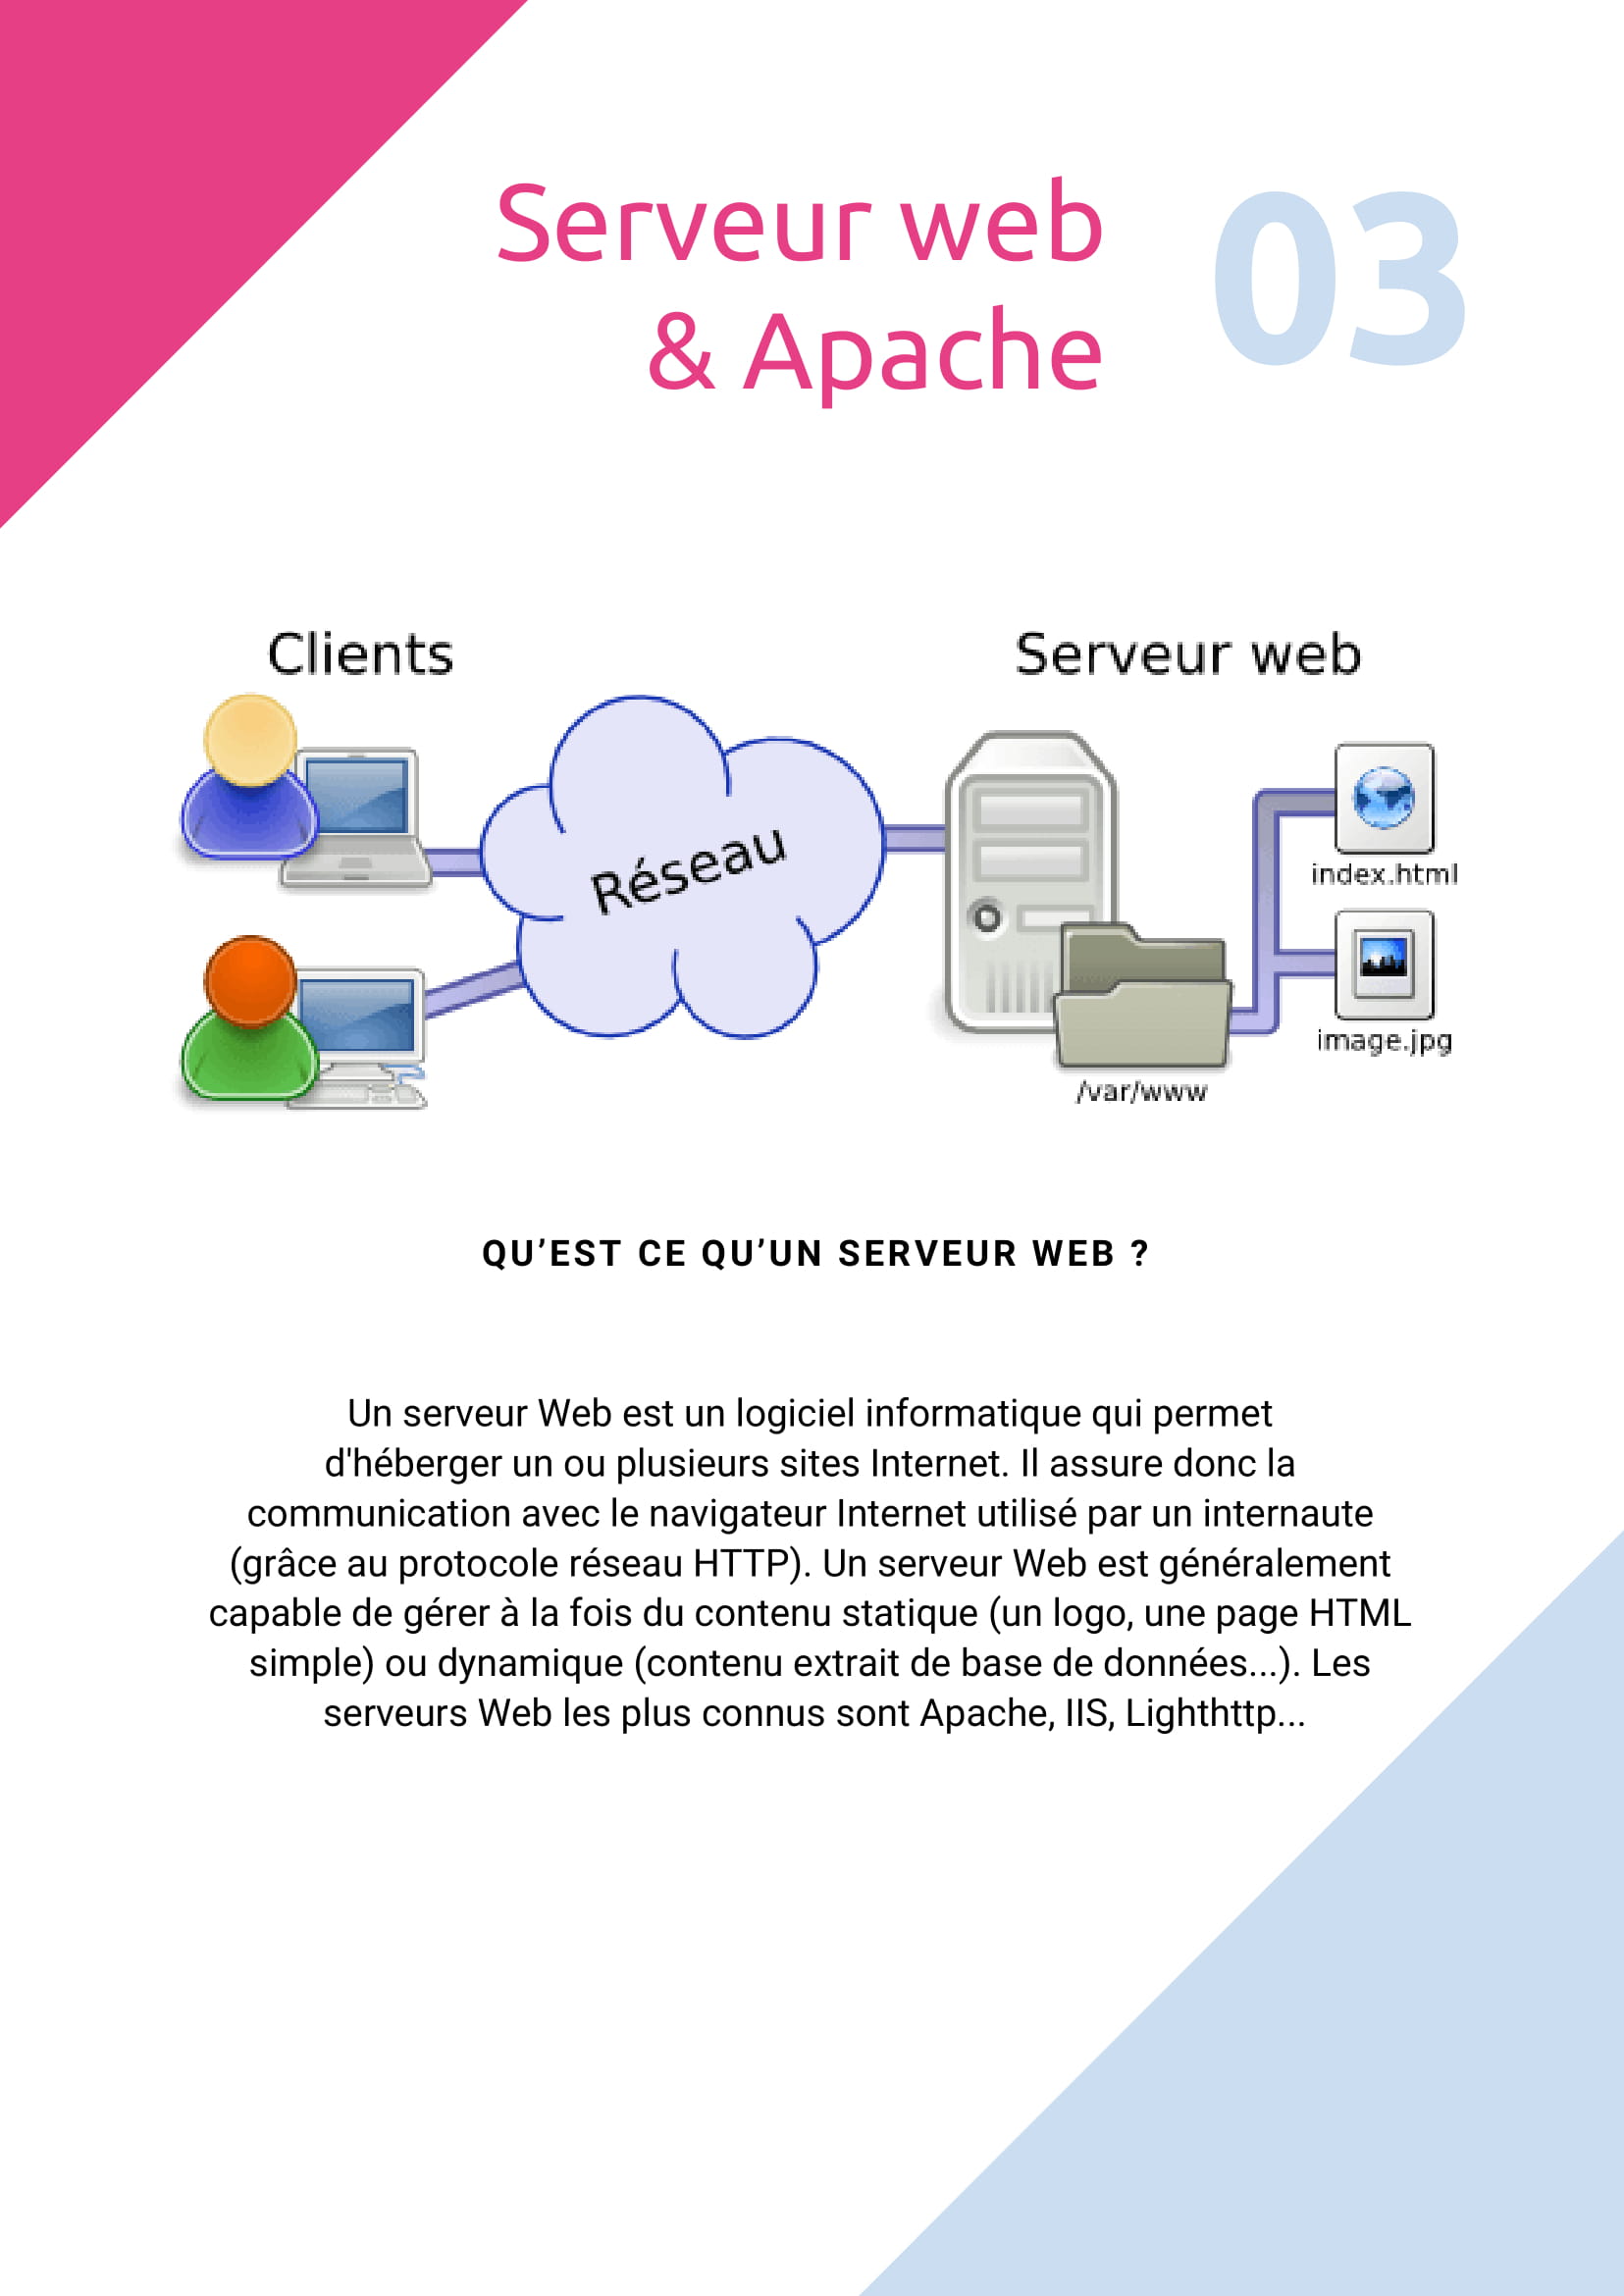 Serveur web
& Apache
03
Clients
Serveur web
Réseau
index.html
image.jpg
/var/www
QU’EST CE QU’UN SERVEUR WEB ?
Un serveur Web est un logiciel informatique qui permet
d'héberger un ou plusieurs sites Internet. Il assure donc la
communication avec le navigateur Internet utilisé par un internaute
(grâce au protocole réseau HTTP). Un serveur Web est généralement
capable de gérer à la fois du contenu statique (un logo, une page HTML
simple) ou dynamique (contenu extrait de base de données...). Les
serveurs Web les plus connus sont Apache, IIS, Lighthttp...